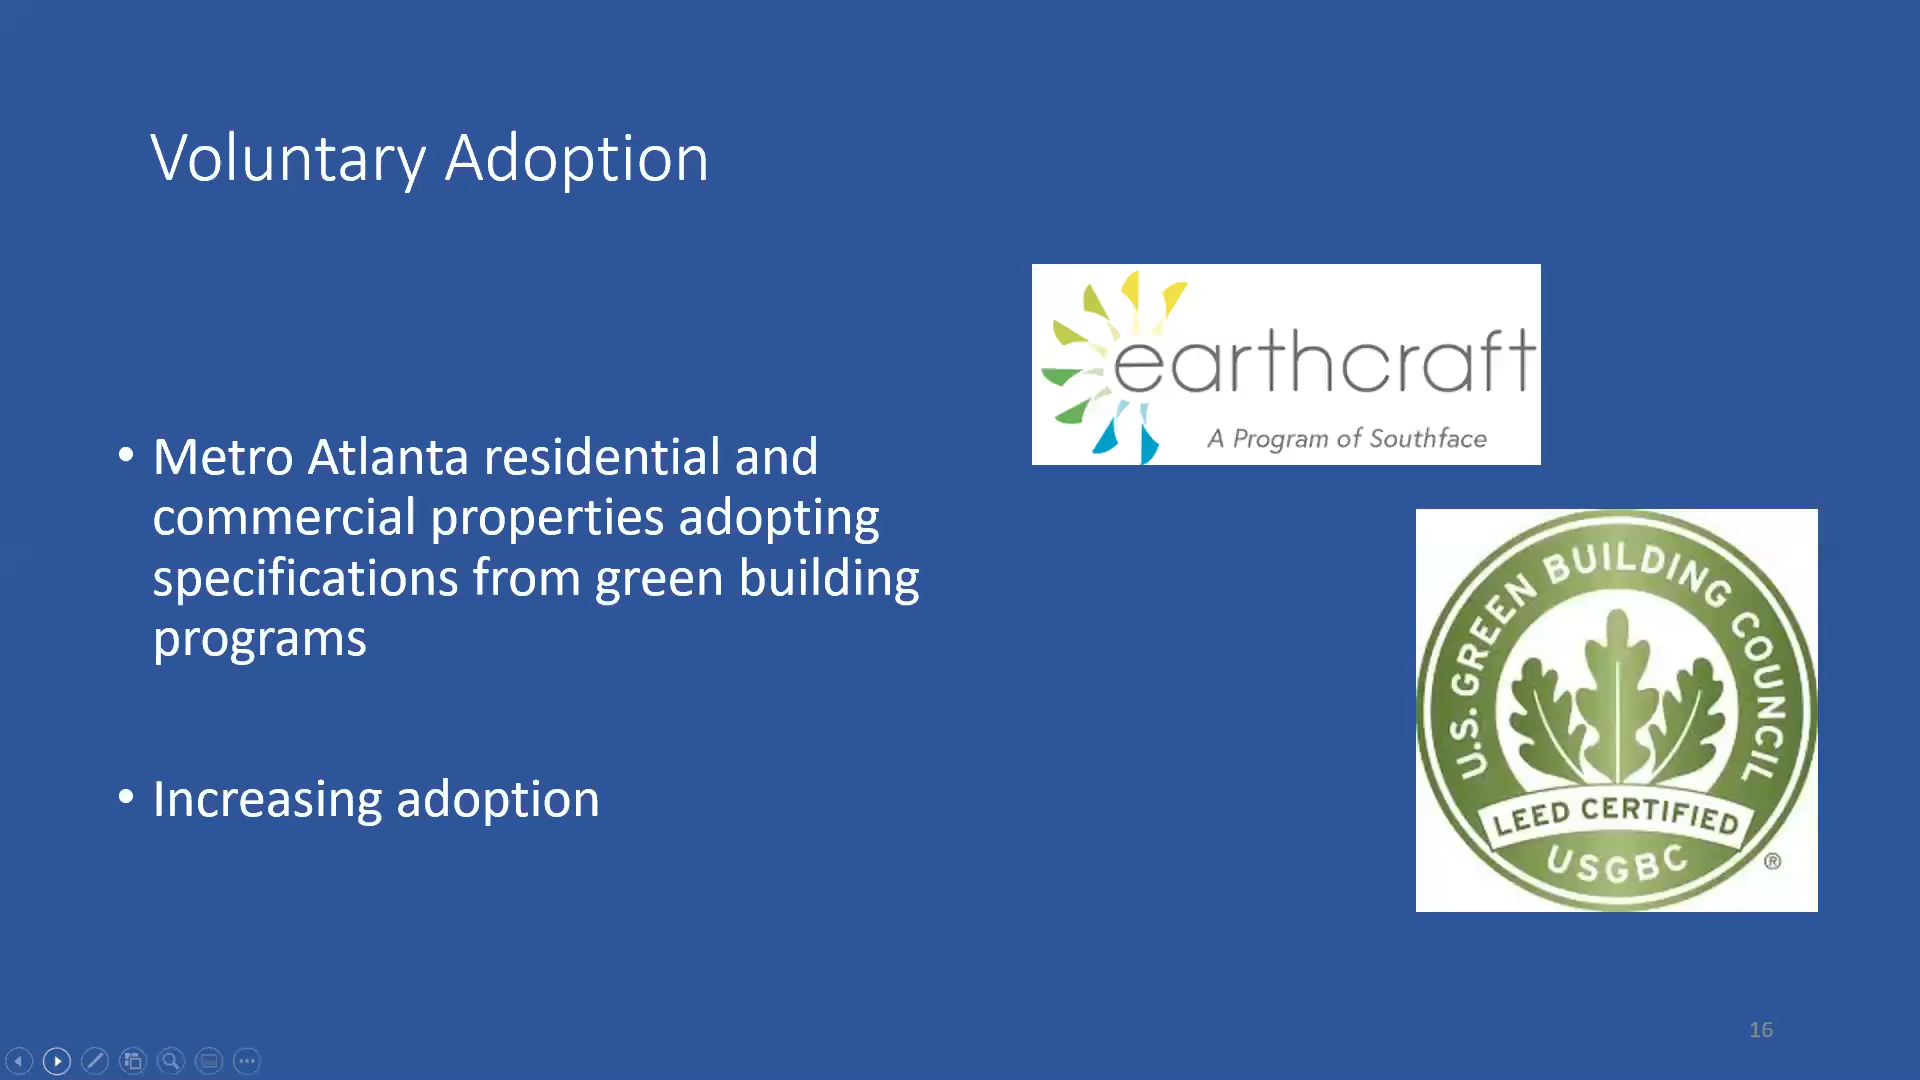 Voluntary Adoption
earthcraft
A Program of Southface
• Metro Atlanta residential and
commercial properties adopting
specifications from green building
programs
• Increasing adoption
U.S. GREEN BUILDING COUNCIL
LEED CERTIFIED
USGBC
®
16